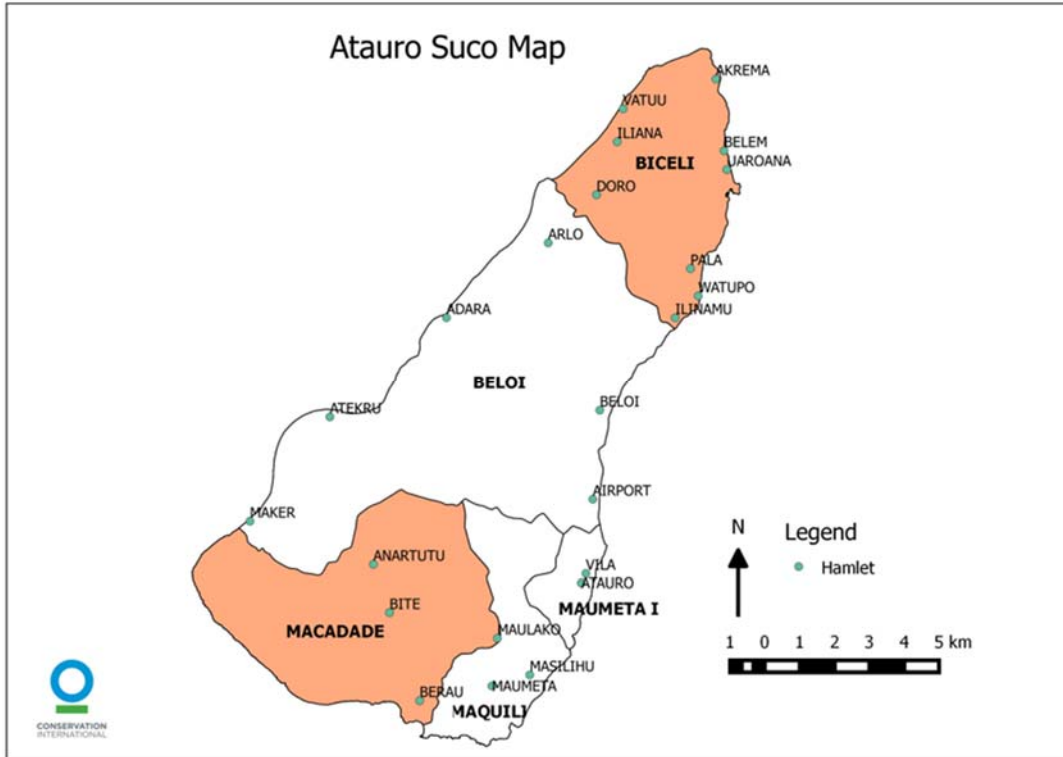 Atauro Suco Map
AKREMA
VATUU
ILIANA
BELEM
BICELI
UAROANA
DORO
ARLO
PALA
WATUPO
ILINAMU
ADARA
BELOI
BELOI
ATEKRU
AIRPORT
MAKER
N
Legend
Hamlet
ANARTUTU
VILA
ATAURO
BITE
MAUMETA I
MACADADE
MAULAKO
1 0 1 2 3 4 5 km
MASILIHU
MAUMETA
BERAU
MAQUILI
CONSERVATION
INTERNATIONAL